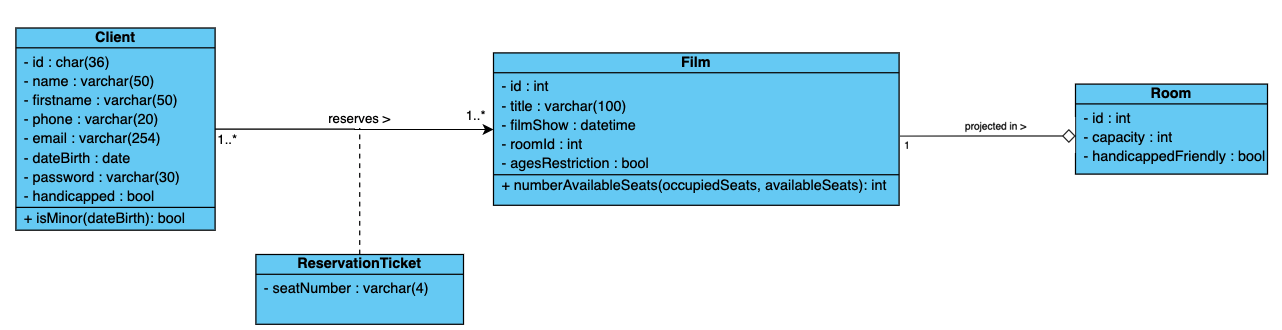 Client
- id : char(36)
- name : varchar(50)
- firstname : varchar(50)
- phone : varchar(20)
- email : varchar(254)
- dateBirth : date
- password : varchar(30)
- handicapped : bool
+ isMinor(dateBirth): bool
1..*
reserves >
1..*
ReservationTicket
- seatNumber : varchar(4)
Film
- id : int
- title : varchar(100)
- filmShow : datetime
- roomId : int
- agesRestriction : bool
+ numberAvailableSeats(occupiedSeats, availableSeats): int
1
projected in >
Room
- id : int
- capacity : int
- handicappedFriendly : bool